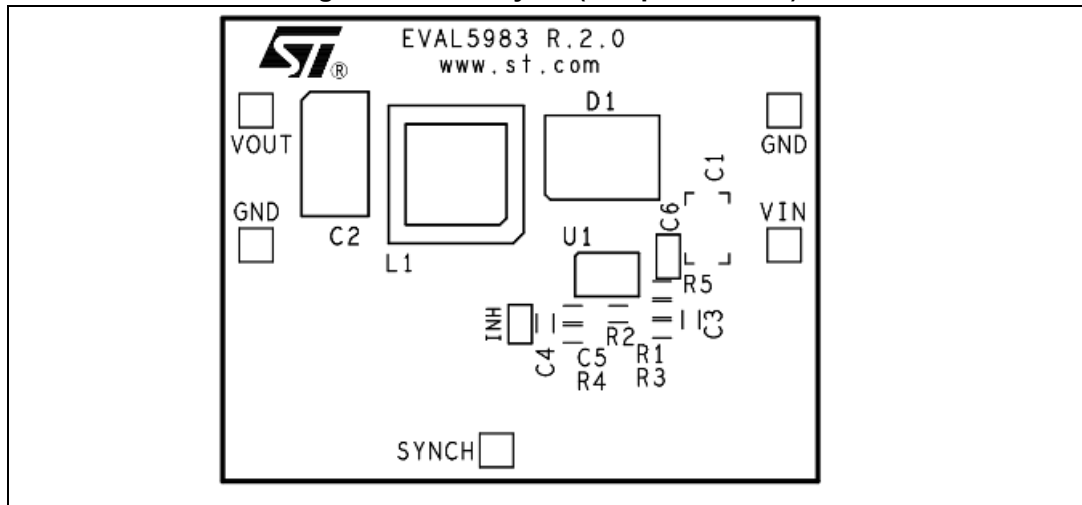 ST®
EVAL5983 R.2.0
www.st.com
D1
VOUT
GND
C1
GND
C2
L1
U1
C6
VIN
R5
INH
C4
C5
R4
R2
R1
R3
C3
SYNCH